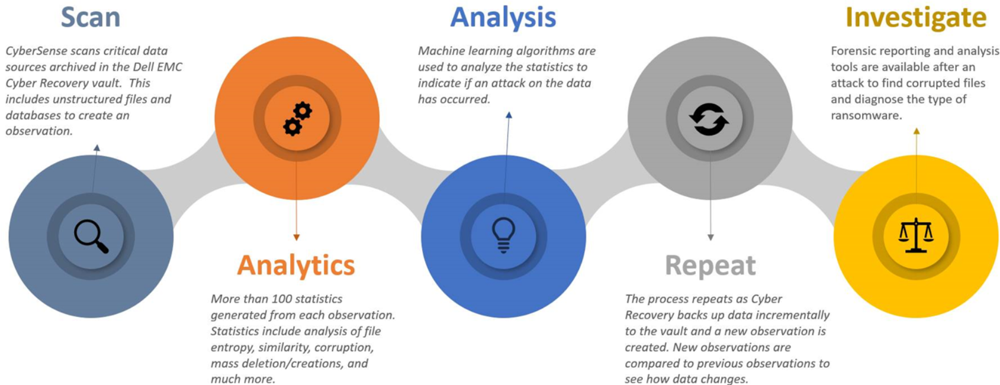 Scan
CyberSense scans critical data
sources archived in the Dell EMC
Cyber Recovery vault.  This
includes unstructured files and
databases to create an
observation.
Analytics
More than 100 statistics
generated from each observation.
Statistics include analysis of file
entropy, similarity, corruption,
mass deletion/creations, and
much more.
Analysis
Machine learning algorithms are
used to analyze the statistics to
indicate if an attack on the data
has occurred.
Repeat
The process repeats as Cyber
Recovery backs up data incrementally
to the vault and a new observation is
created. New observations are
compared to previous observations to
see how data changes.
Investigate
Forensic reporting and analysis
tools are available after an
attack to find corrupted files
and diagnose the type of
ransomware.